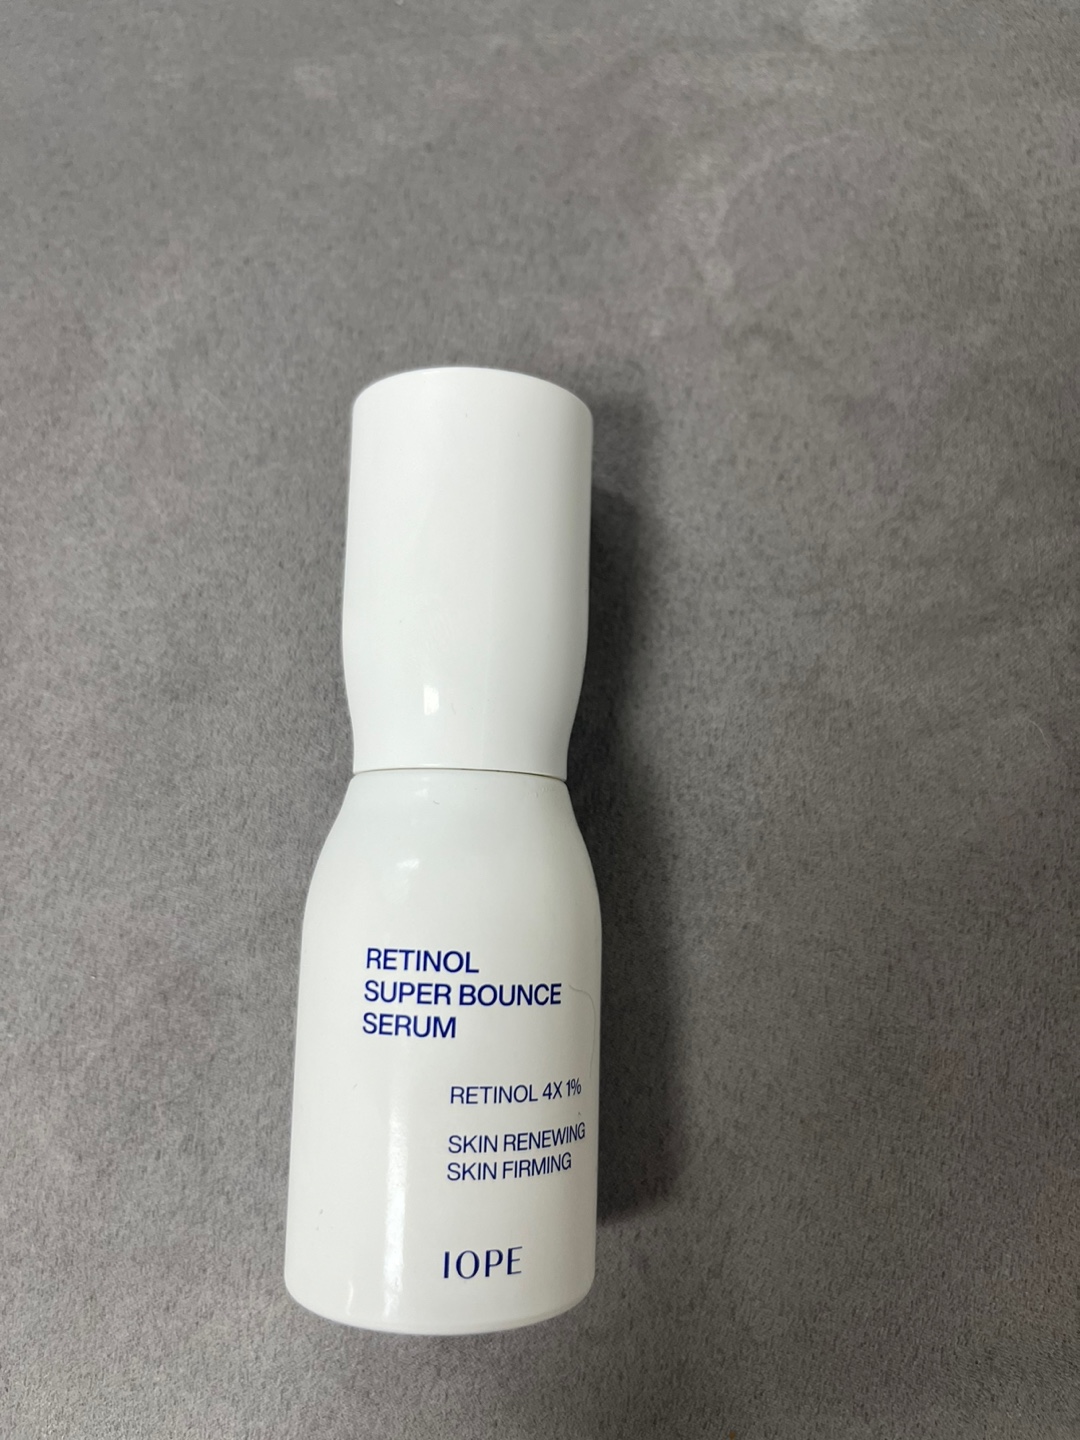 RETINOL
SUPER BOUNCE
SERUM
RETINOL 4X 1%
SKIN RENEWING
SKIN FIRMING
IOPE